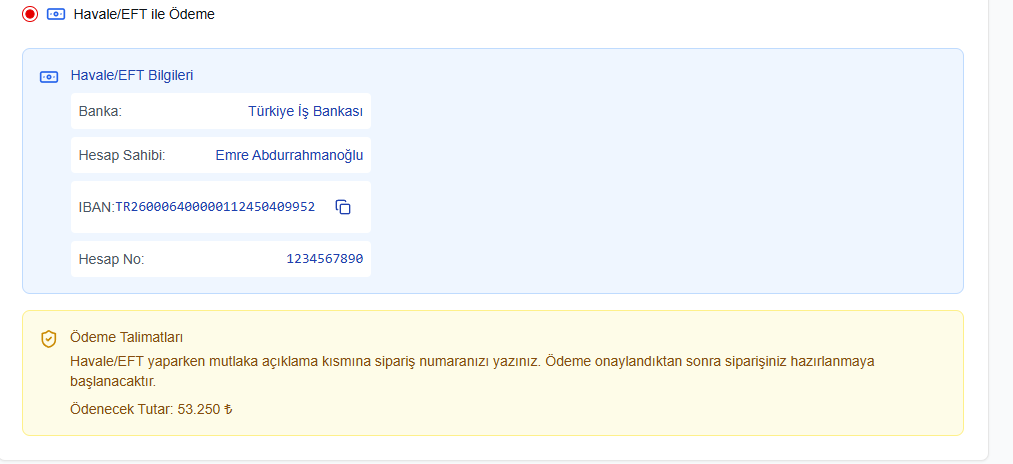 Havale/EFT ile Ödeme
Havale/EFT Bilgileri
Banka: Türkiye İş Bankası
Hesap Sahibi: Emre Abdurrahmanoğlu
IBAN:TR260006400000112450409952
Hesap No: 1234567890
Ödeme Talimatları
Havale/EFT yaparken mutlaka açıklama kısmına sipariş numaranızı yazınız. Ödeme onaylandıktan sonra siparişiniz hazırlanmaya
başlanacaktır.
Ödenecek Tutar: 53.250 ₺